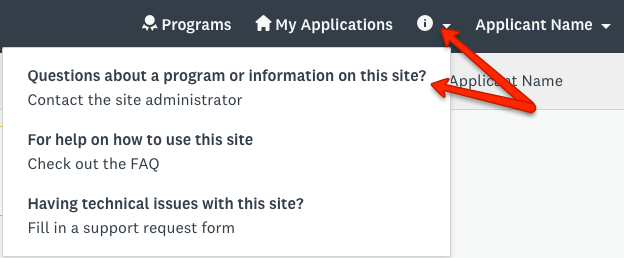 Programs My Applications Applicant Name
Questions about a program or information on this site?
Applicant Name
Contact the site administrator
For help on how to use this site
Check out the FAQ
Having technical issues with this site?
Fill in a support request form